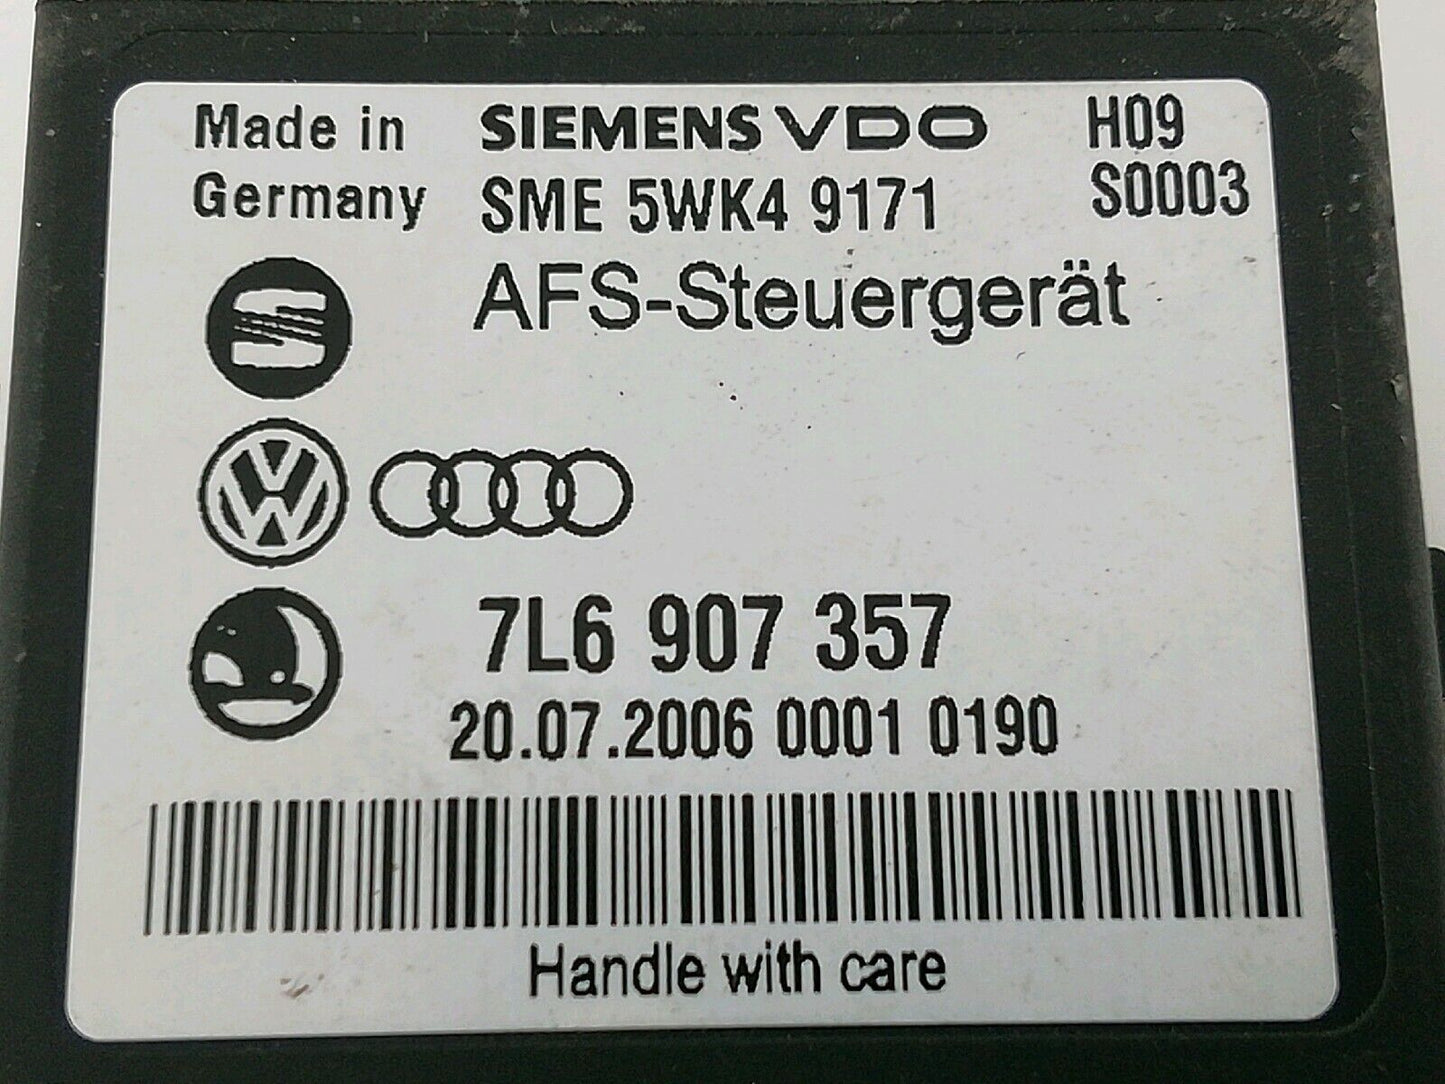 Made in SIEMENS VDO H09
Germany SME 5WK4 9171 S0003
AFS-Steuergerät
7L6 907 357
20.07.2006 0001 0190
Handle with care